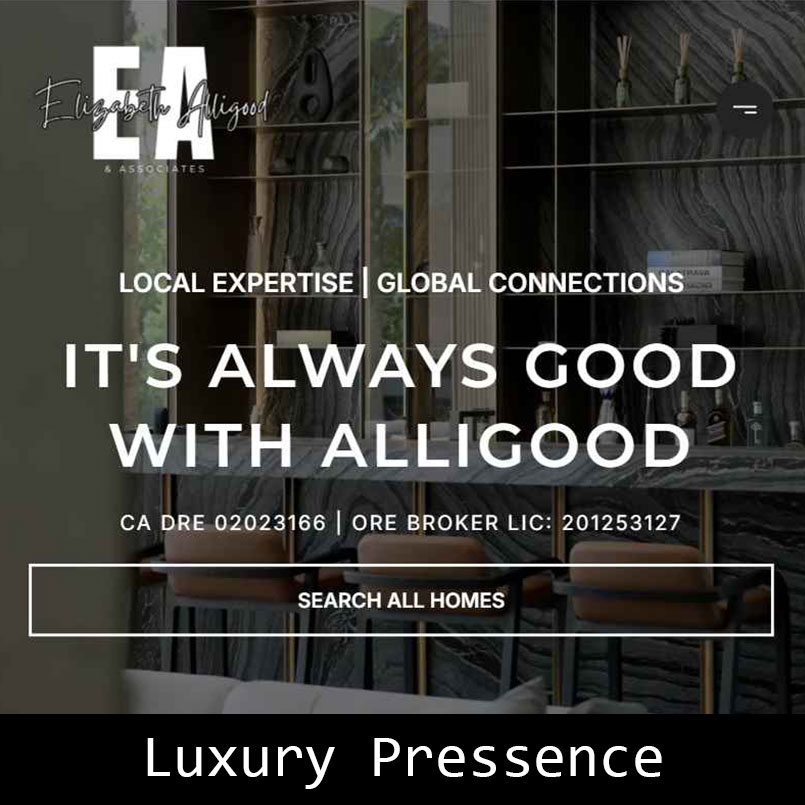 EA
Elizabeth Alligood
& ASSOCIATES
LOCAL EXPERTISE | GLOBAL CONNECTIONS
IT'S ALWAYS GOOD
WITH ALLIGOOD
CA DRE 02023166 | ORE BROKER LIC: 201253127
SEARCH ALL HOMES
Luxury Pressence